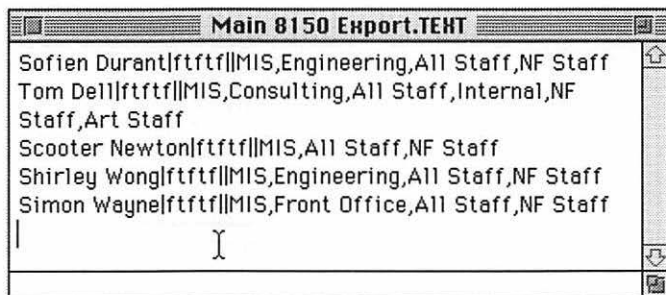 Main 8150 Export.TEXT
Sofien Durant|ftftf||MIS,Engineering,All Staff,NF Staff
Tom Dell|ftftf||MIS,Consulting,All Staff,Internal,NF
Staff,Art Staff
Scooter Newton|ftftf||MIS,All Staff,NF Staff
Shirley Wong|ftftf||MIS,Engineering,All Staff,NF Staff
Simon Wayne|ftftf||MIS,Front Office,All Staff,NF Staff